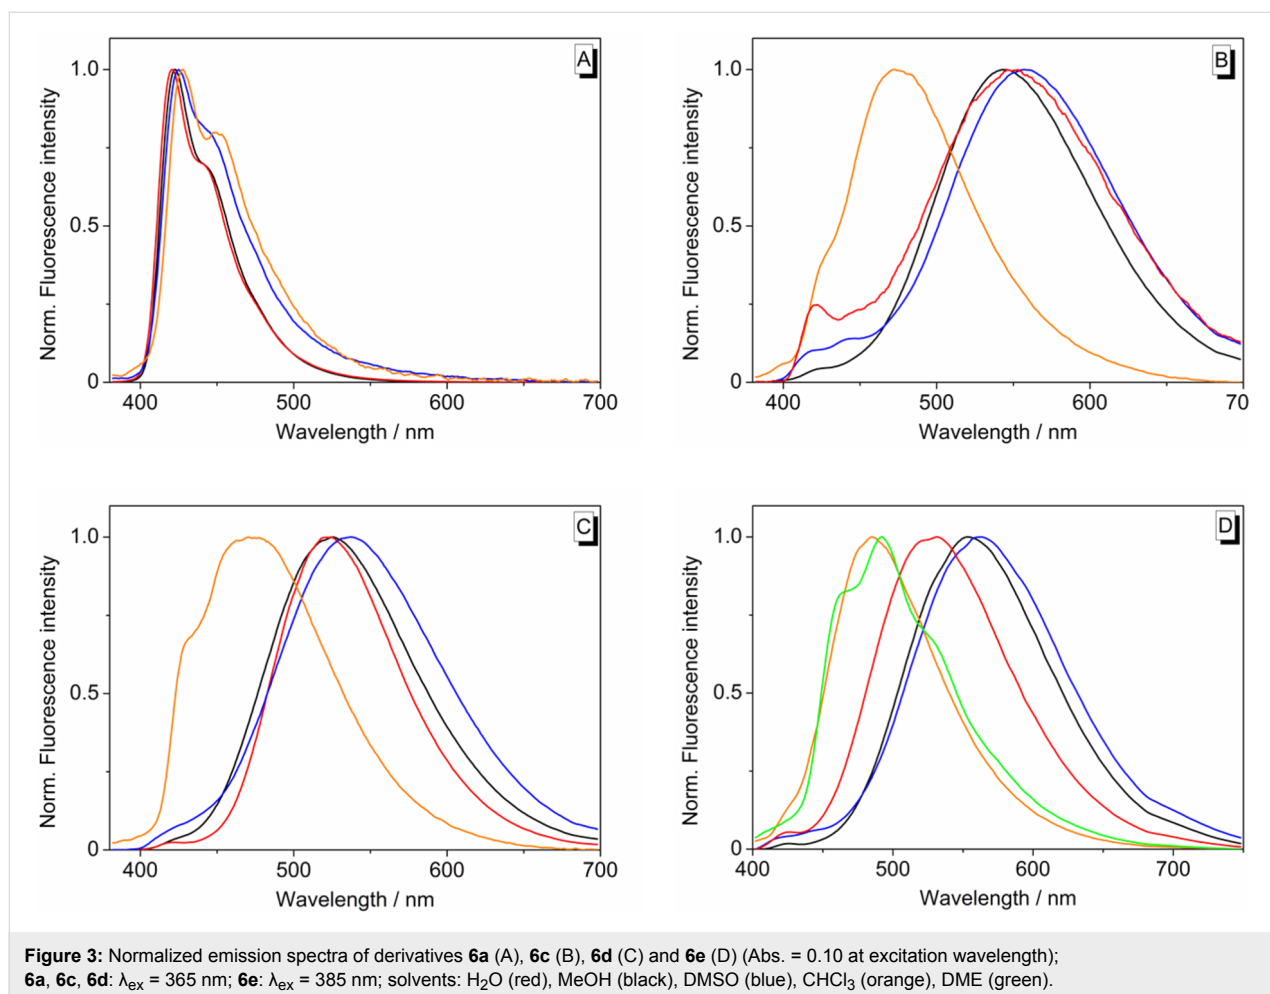 A
1.0
0.5
0
400 500 600 700
Wavelength / nm
Norm. Fluorescence intensity
B
1.0
0.5
0
400 500 600 70
Wavelength / nm
Norm. Fluorescence intensity
C
1.0
0.5
0
400 500 600 700
Wavelength / nm
Norm. Fluorescence intensity
D
1.0
0.5
0
400 500 600 700
Wavelength / nm
Norm. Fluorescence intensity
Figure 3: Normalized emission spectra of derivatives 6a (A), 6c (B), 6d (C) and 6e (D) (Abs. = 0.10 at excitation wavelength);
6a, 6c, 6d: λex = 365 nm; 6e: λex = 385 nm; solvents: H2O (red), MeOH (black), DMSO (blue), CHCl3 (orange), DME (green).